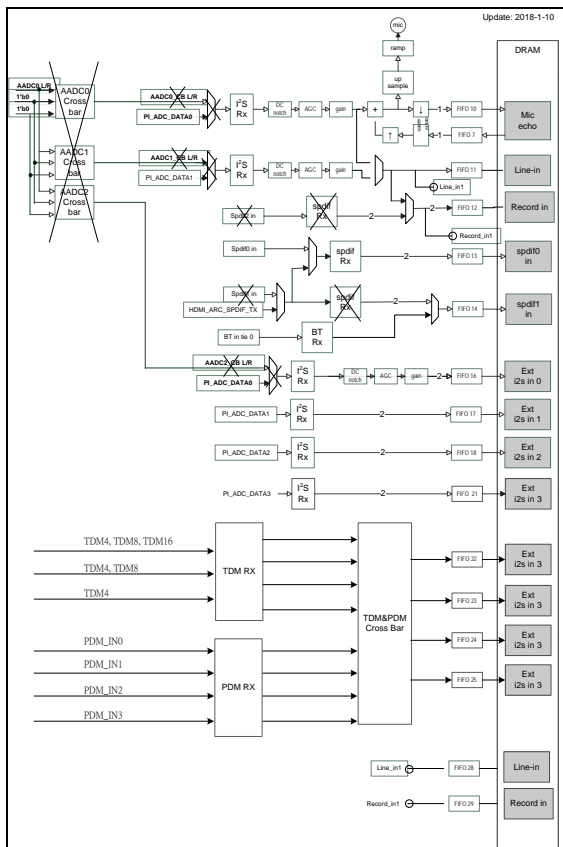 Update: 2018-1-10
mic
DRAM
ramp
up sample
AADC0 L/R
1'b0
1'b0
AADC0 Cross bar
AADC0_CB L/R
PI_ADC_DATA0
I2S Rx
DC notch
AGC
gain
+
↓
1
FIFO 10
Mic echo
↑
1
FIFO 7
AADC1 Cross bar
AADC1_CB L/R
PI_ADC_DATA1
I2S Rx
DC notch
AGC
gain
FIFO 11
Line-in
Line_in1
AADC2 Cross bar
Spdif2 in
spdif Rx
2
2
FIFO 12
Record in
Record_in1
Spdif0 in
spdif Rx
2
FIFO 13
spdif0 in
Spdif1 in
HDMI_ARC_SPDIF_TX
spdif Rx
2
2
FIFO 14
spdif1 in
BT in tie 0
BT Rx
AADC2_CB L/R
PI_ADC_DATA0
I2S Rx
DC notch
AGC
gain
2
FIFO 16
Ext i2s in 0
PI_ADC_DATA1
I2S Rx
2
FIFO 17
Ext i2s in 1
PI_ADC_DATA2
I2S Rx
2
FIFO 18
Ext i2s in 2
PI_ADC_DATA3
I2S Rx
2
FIFO 21
Ext i2s in 3
TDM4, TDM8, TDM16
TDM4, TDM8
TDM4
TDM RX
TDM&PDM Cross Bar
FIFO 22
Ext i2s in 3
FIFO 23
Ext i2s in 3
FIFO 24
Ext i2s in 3
FIFO 25
Ext i2s in 3
PDM_IN0
PDM_IN1
PDM_IN2
PDM_IN3
PDM RX
Line_in1
FIFO 28
Line-in
Record_in1
FIFO 29
Record in